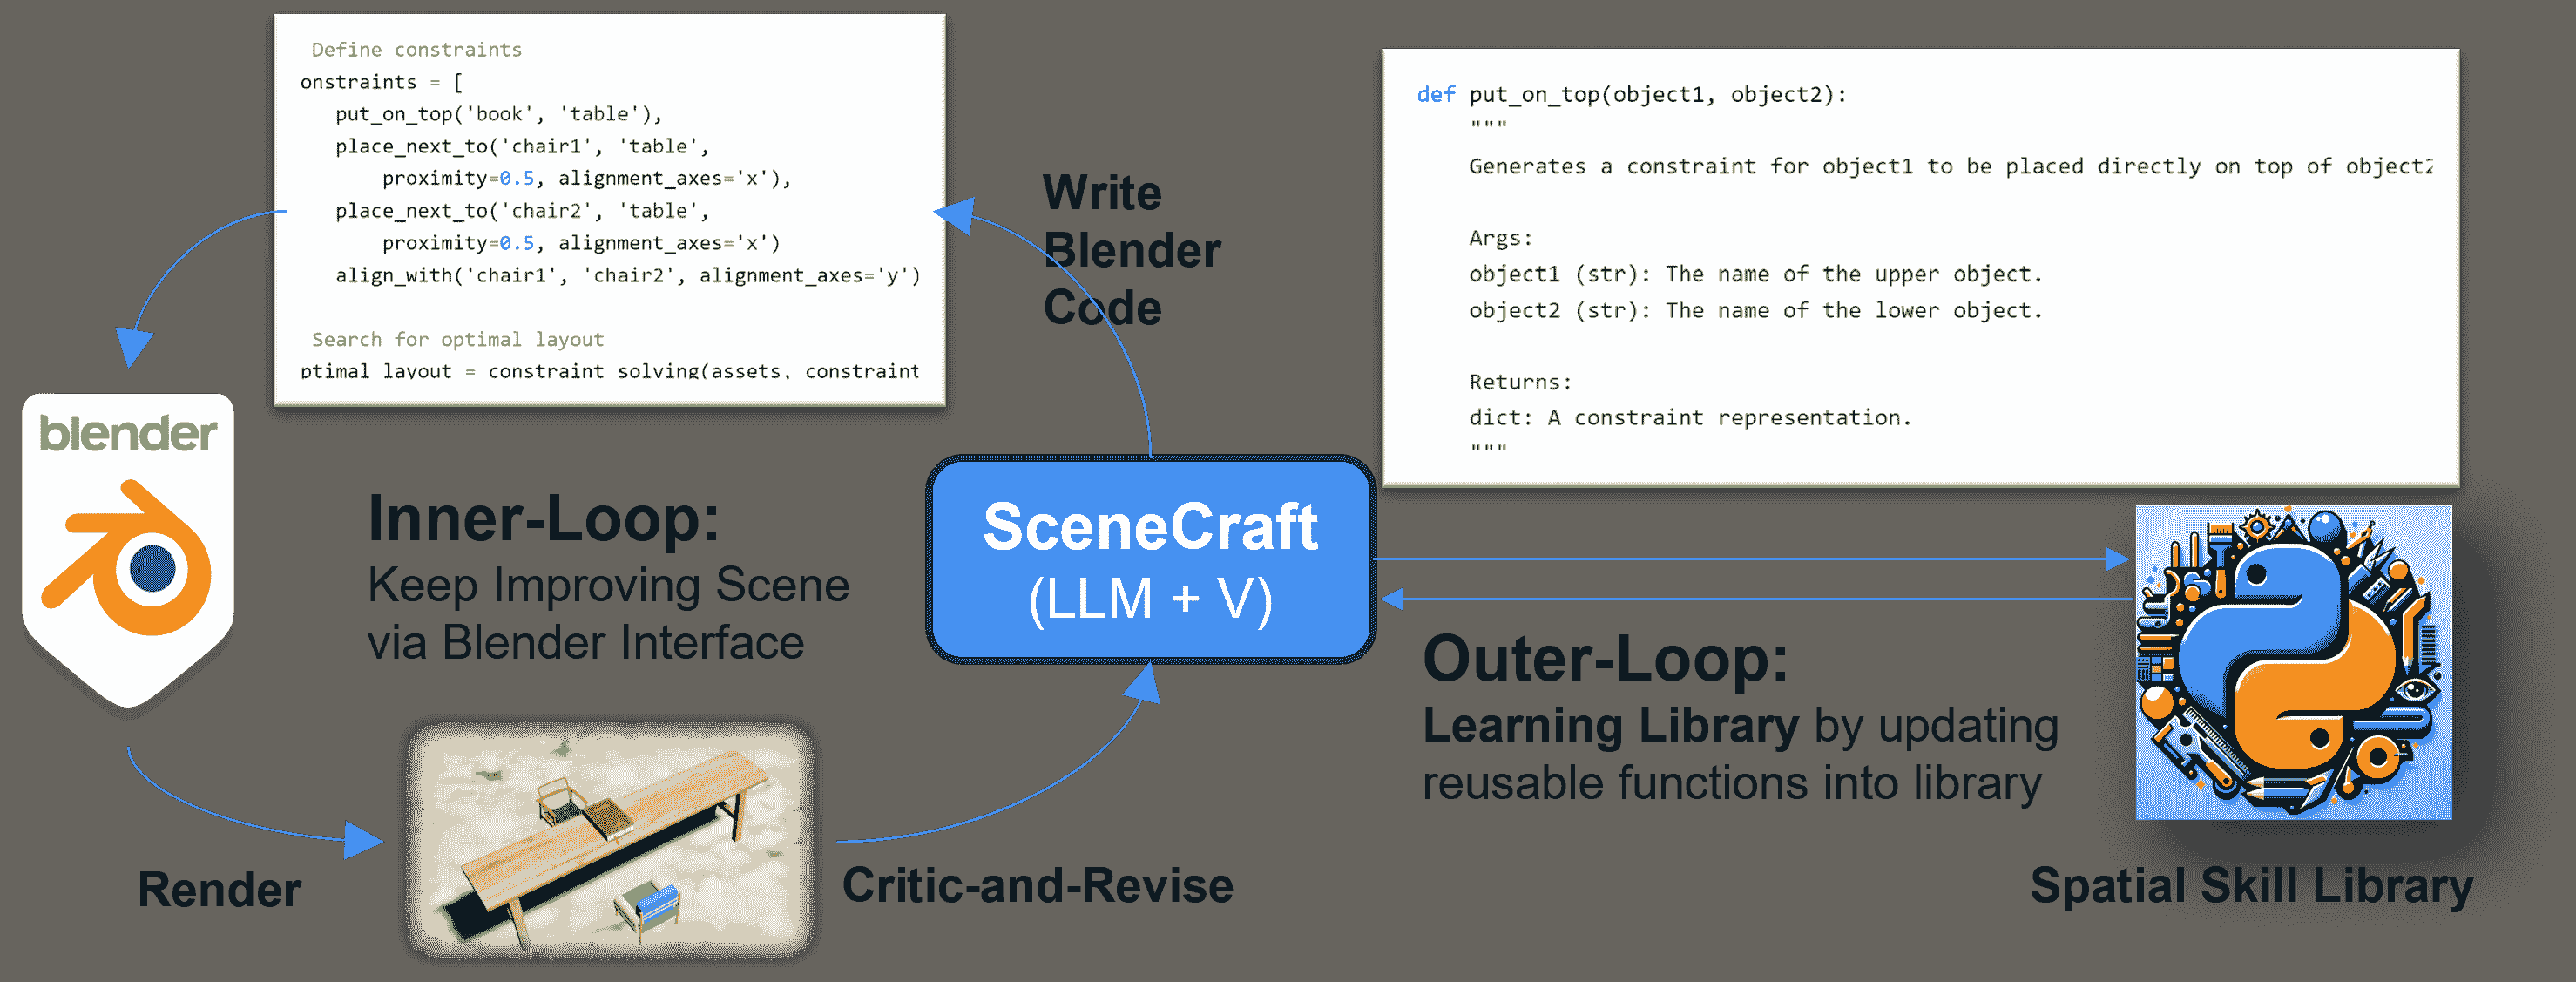 Define constraints
onstraints = [
put_on_top('book', 'table'),
place_next_to('chair1', 'table',
proximity=0.5, alignment_axes='x'),
place_next_to('chair2', 'table',
proximity=0.5, alignment_axes='x')
align_with('chair1', 'chair2', alignment_axes='y')
Search for optimal layout
ptimal_layout = constraint_solving(assets, constraint
Write
Blender
Code
def put_on_top(object1, object2):
"""
Generates a constraint for object1 to be placed directly on top of object2
Args:
object1 (str): The name of the upper object.
object2 (str): The name of the lower object.
Returns:
dict: A constraint representation.
"""
blender
Inner-Loop:
Keep Improving Scene
via Blender Interface
SceneCraft
(LLM + V)
Outer-Loop:
Learning Library by updating
reusable functions into library
Render
Critic-and-Revise
Spatial Skill Library